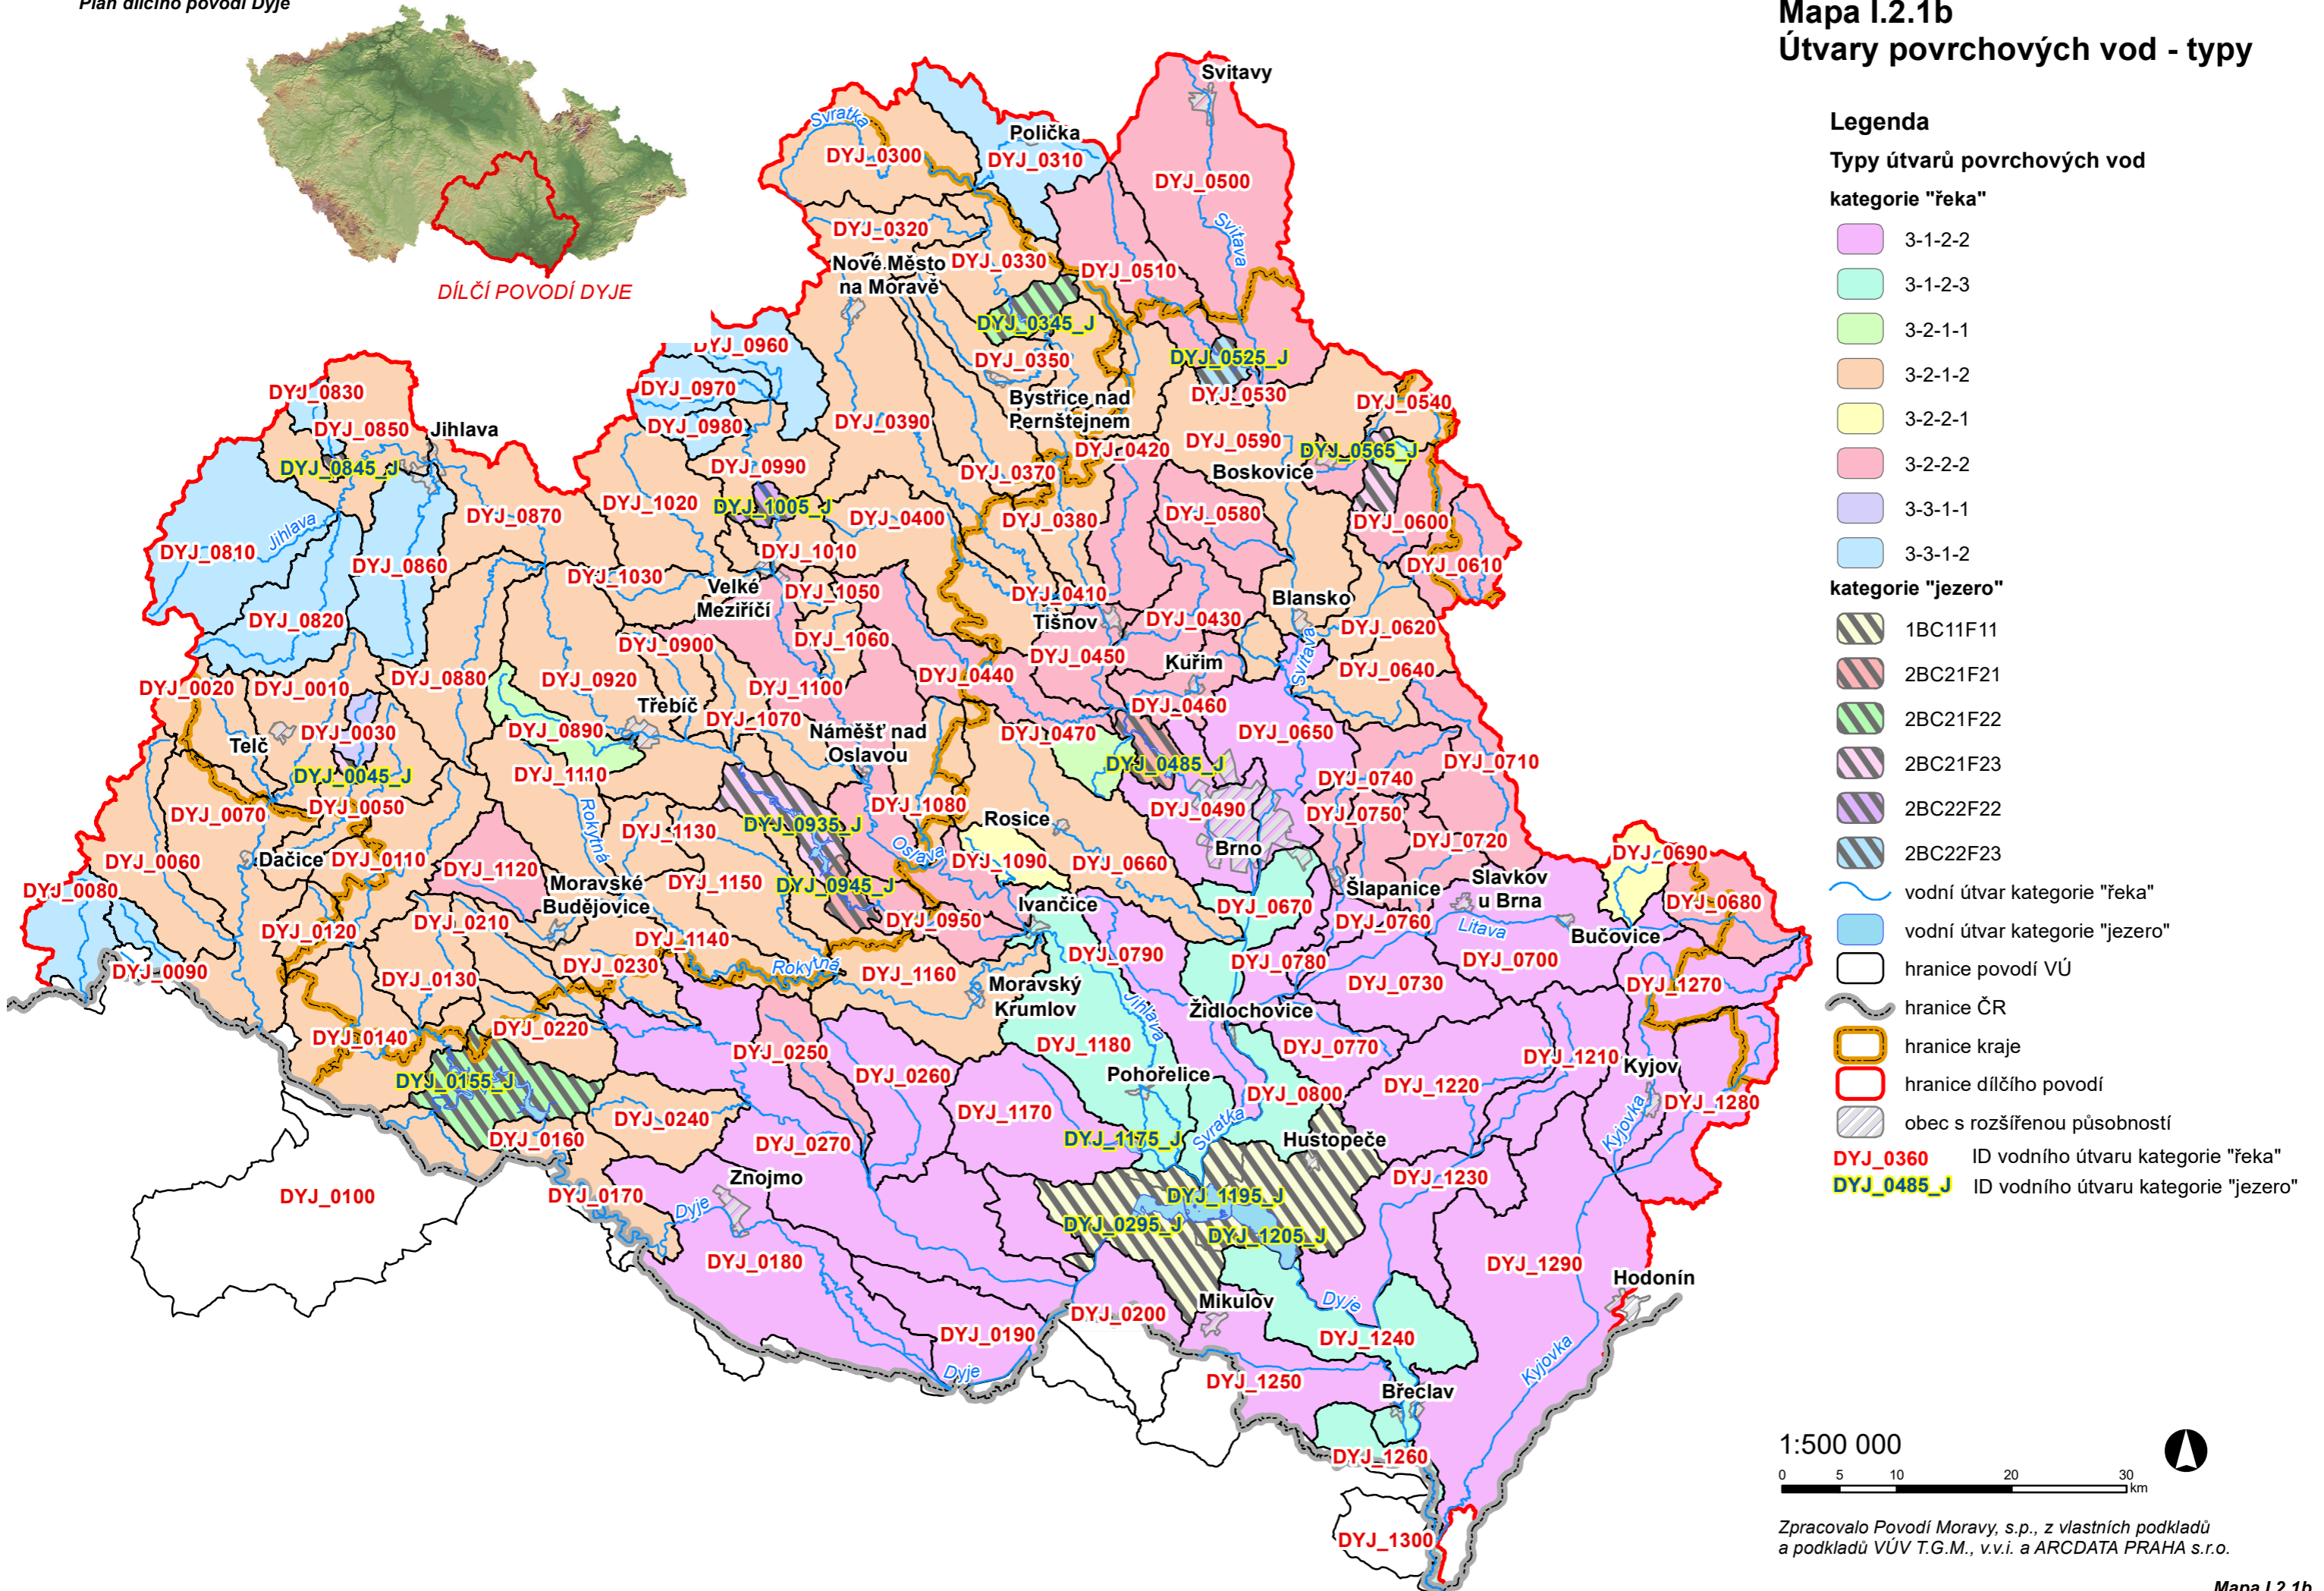 Plán dílčího povodí Dyje
Mapa I.2.1b
Útvary povrchových vod - typy
DÍLČÍ POVODÍ DYJE
Legenda
Typy útvarů povrchových vod
kategorie "řeka"
3-1-2-2
3-1-2-3
3-2-1-1
3-2-1-2
3-2-2-1
3-2-2-2
3-3-1-1
3-3-1-2
kategorie "jezero"
1BC11F11
2BC21F21
2BC21F22
2BC21F23
2BC22F22
2BC22F23
vodní útvar kategorie "řeka"
vodní útvar kategorie "jezero"
hranice povodí VÚ
hranice ČR
hranice kraje
hranice dílčího povodí
obec s rozšířenou působností
DYJ_0360 ID vodního útvaru kategorie "řeka"
DYJ_0485_J ID vodního útvaru kategorie "jezero"
1:500 000
0 5 10 20 30
km
Zpracovalo Povodí Moravy, s.p., z vlastních podkladů
a podkladů VÚV T.G.M., v.v.i. a ARCDATA PRAHA s.r.o.
Mapa I.2.1b
Svitavy
Svratka
Polička
DYJ_0300
DYJ_0310
DYJ_0500
DYJ_0320
Svitava
Nové Město
na Moravě
DYJ_0330
DYJ_0510
DYJ_0345_J
DYJ_0960
DYJ_0350
DYJ_0525_J
DYJ_0830
DYJ_0970
DYJ_0530
Bystřice nad
Pernštejnem
DYJ_0540
DYJ_0850
Jihlava
DYJ_0980
DYJ_0390
DYJ_0590
DYJ_0420
DYJ_0565_J
DYJ_0845_J
DYJ_0990
DYJ_0370
Boskovice
DYJ_1020
DYJ_1005_J
DYJ_0870
DYJ_0400
DYJ_0380
DYJ_0580
DYJ_0600
Jihlava
DYJ_0810
DYJ_0860
DYJ_1010
DYJ_0610
DYJ_1030
Velké
Meziříčí
DYJ_1050
DYJ_0410
Blansko
DYJ_0820
Tišnov
DYJ_0430
DYJ_0620
DYJ_0900
DYJ_1060
DYJ_0450
Kuřim
Svitava
DYJ_0640
DYJ_0020
DYJ_0010
DYJ_0880
DYJ_0920
DYJ_1100
DYJ_0440
Třebíč
DYJ_1070
DYJ_0460
DYJ_0030
DYJ_0890
Náměšť nad
Oslavou
DYJ_0470
DYJ_0650
Telč
DYJ_0045_J
DYJ_1110
DYJ_0485_J
DYJ_0740
DYJ_0710
DYJ_0050
DYJ_0070
DYJ_1080
DYJ_0490
DYJ_0750
Rokytná
DYJ_1130
DYJ_0935_J
Rosice
DYJ_0720
Brno
Oslava
DYJ_0060
Dačice
DYJ_0110
DYJ_1120
DYJ_1090
DYJ_0660
DYJ_0690
DYJ_0080
DYJ_1150
DYJ_0945_J
Moravské
Budějovice
Šlapanice
Slavkov
u Brna
DYJ_0680
Ivančice
DYJ_0670
DYJ_0120
DYJ_0210
DYJ_0950
DYJ_0760
Litava
Bučovice
DYJ_1140
DYJ_0790
DYJ_0780
DYJ_0700
DYJ_0090
DYJ_0130
DYJ_0230
Rokytná
DYJ_1160
DYJ_0730
DYJ_1270
Moravský
Krumlov
Jihlava
Židlochovice
DYJ_0140
DYJ_0220
DYJ_0250
DYJ_1180
DYJ_0770
DYJ_1210
Kyjov
DYJ_0155_J
DYJ_0260
Pohořelice
DYJ_1220
DYJ_0800
DYJ_1280
DYJ_0240
DYJ_1170
Kyjovka
DYJ_0160
DYJ_0270
DYJ_1175_J
Svratka
Hustopeče
Znojmo
DYJ_1230
DYJ_0100
DYJ_0170
Dyje
DYJ_1195_J
DYJ_0295_J
DYJ_1205_J
DYJ_0180
DYJ_1290
Hodonín
Mikulov
Dyje
DYJ_0200
DYJ_0190
DYJ_1240
Kyjovka
Dyje
DYJ_1250
Břeclav
DYJ_1260
DYJ_1300